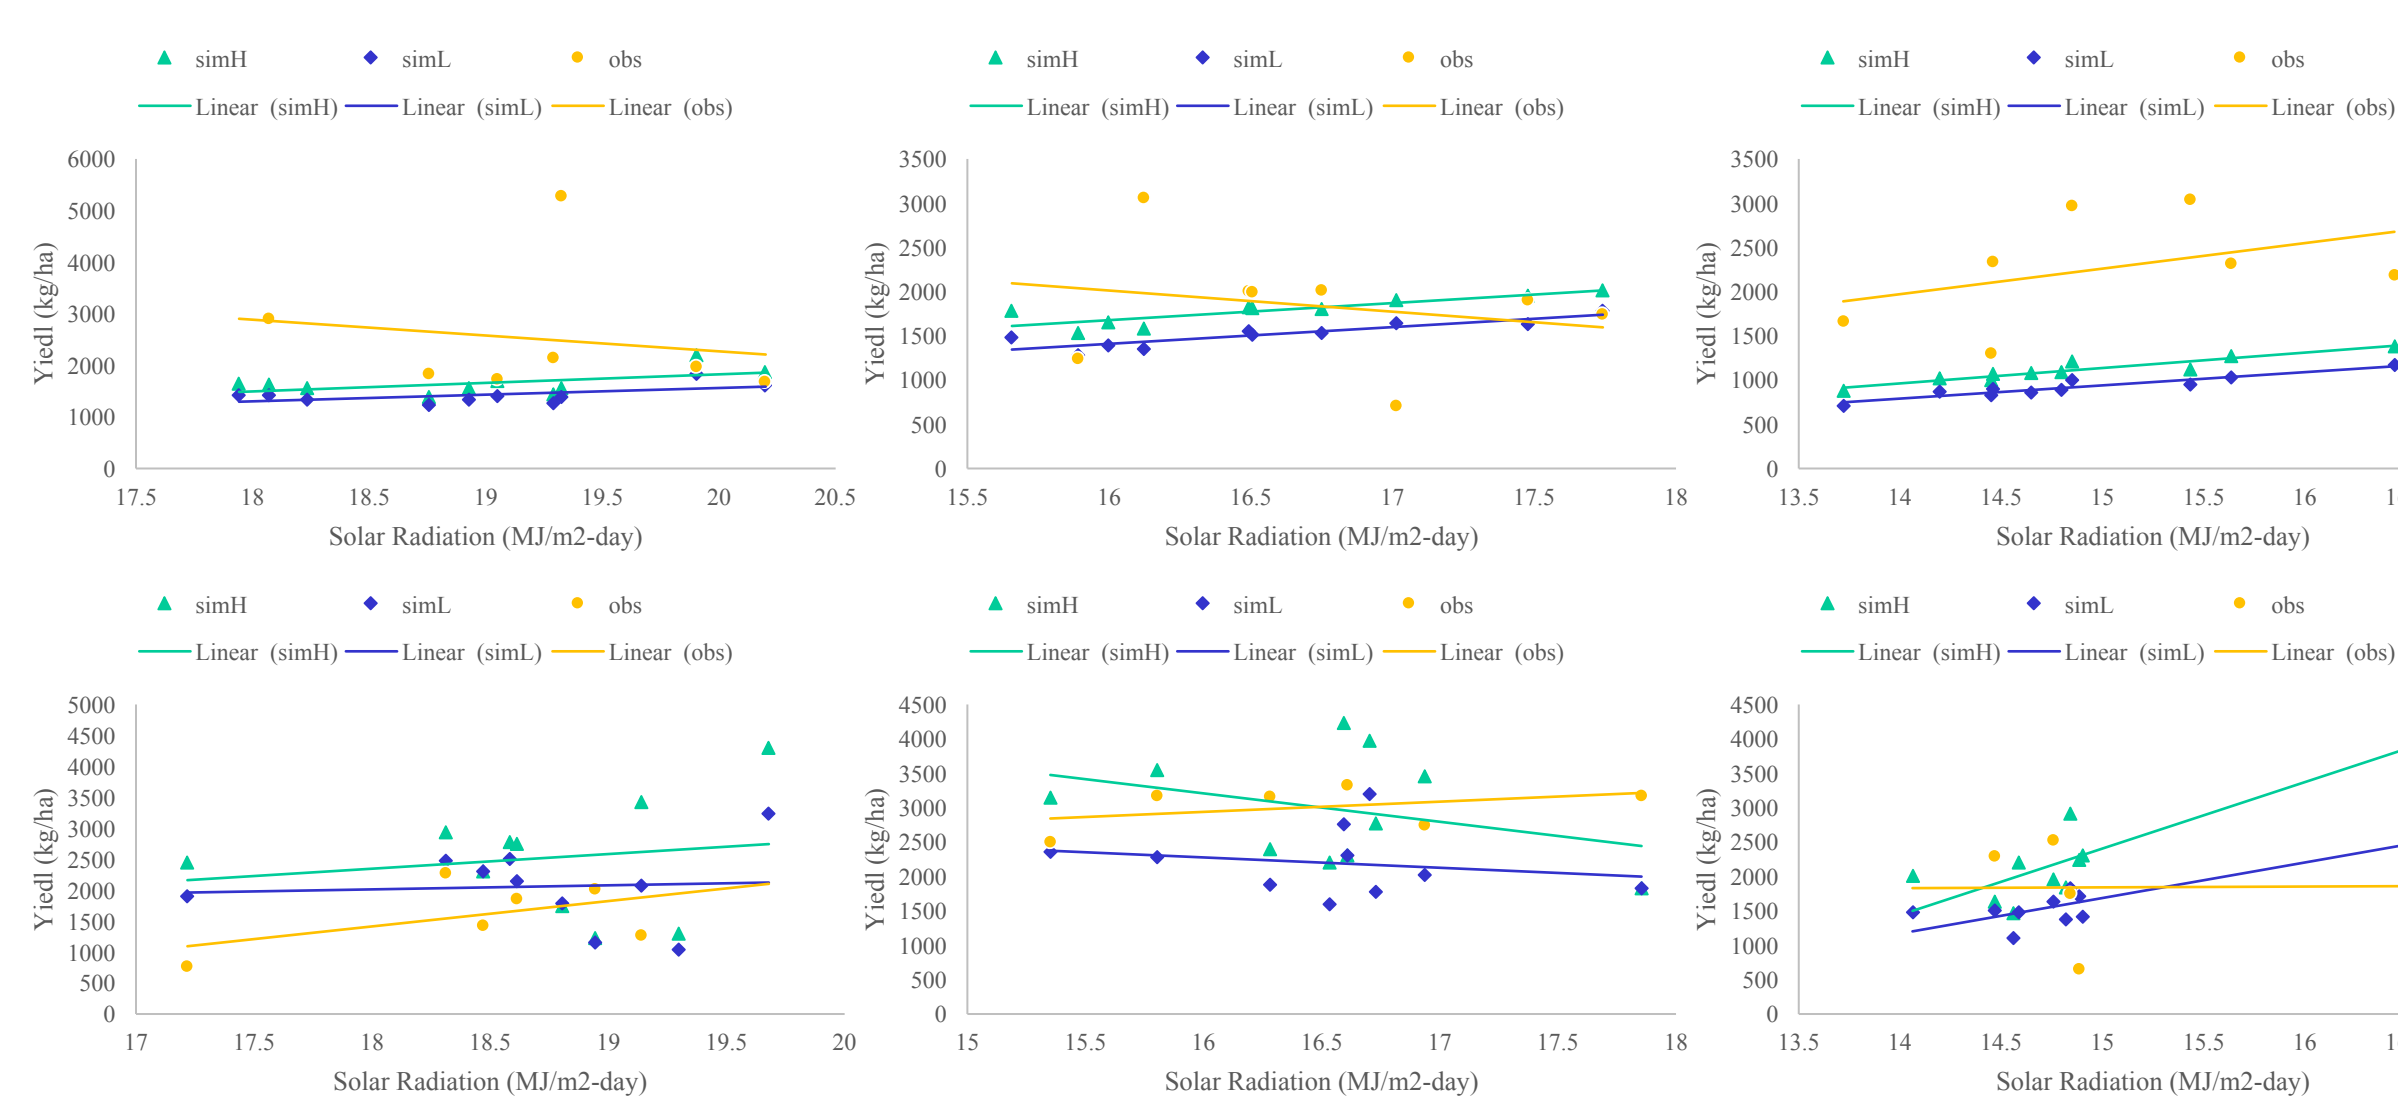 simH simL obs
Linear (simH) Linear (simL) Linear (obs)
6000
5000
4000
3000
2000
1000
0
Yiedl (kg/ha)
17.5 18 18.5 19 19.5 20 20.5
Solar Radiation (MJ/m2-day)
simH simL obs
Linear (simH) Linear (simL) Linear (obs)
3500
3000
2500
2000
1500
1000
500
0
Yiedl (kg/ha)
15.5 16 16.5 17 17.5 18
Solar Radiation (MJ/m2-day)
simH simL obs
Linear (simH) Linear (simL) Linear (obs)
3500
3000
2500
2000
1500
1000
500
0
Yiedl (kg/ha)
13.5 14 14.5 15 15.5 16
Solar Radiation (MJ/m2-day)
simH simL obs
Linear (simH) Linear (simL) Linear (obs)
5000
4500
4000
3500
3000
2500
2000
1500
1000
500
0
Yiedl (kg/ha)
17 17.5 18 18.5 19 19.5 20
Solar Radiation (MJ/m2-day)
simH simL obs
Linear (simH) Linear (simL) Linear (obs)
4500
4000
3500
3000
2500
2000
1500
1000
500
0
Yiedl (kg/ha)
15 15.5 16 16.5 17 17.5 18
Solar Radiation (MJ/m2-day)
simH simL obs
Linear (simH) Linear (simL) Linear (obs)
4500
4000
3500
3000
2500
2000
1500
1000
500
0
Yiedl (kg/ha)
13.5 14 14.5 15 15.5 16
Solar Radiation (MJ/m2-day)